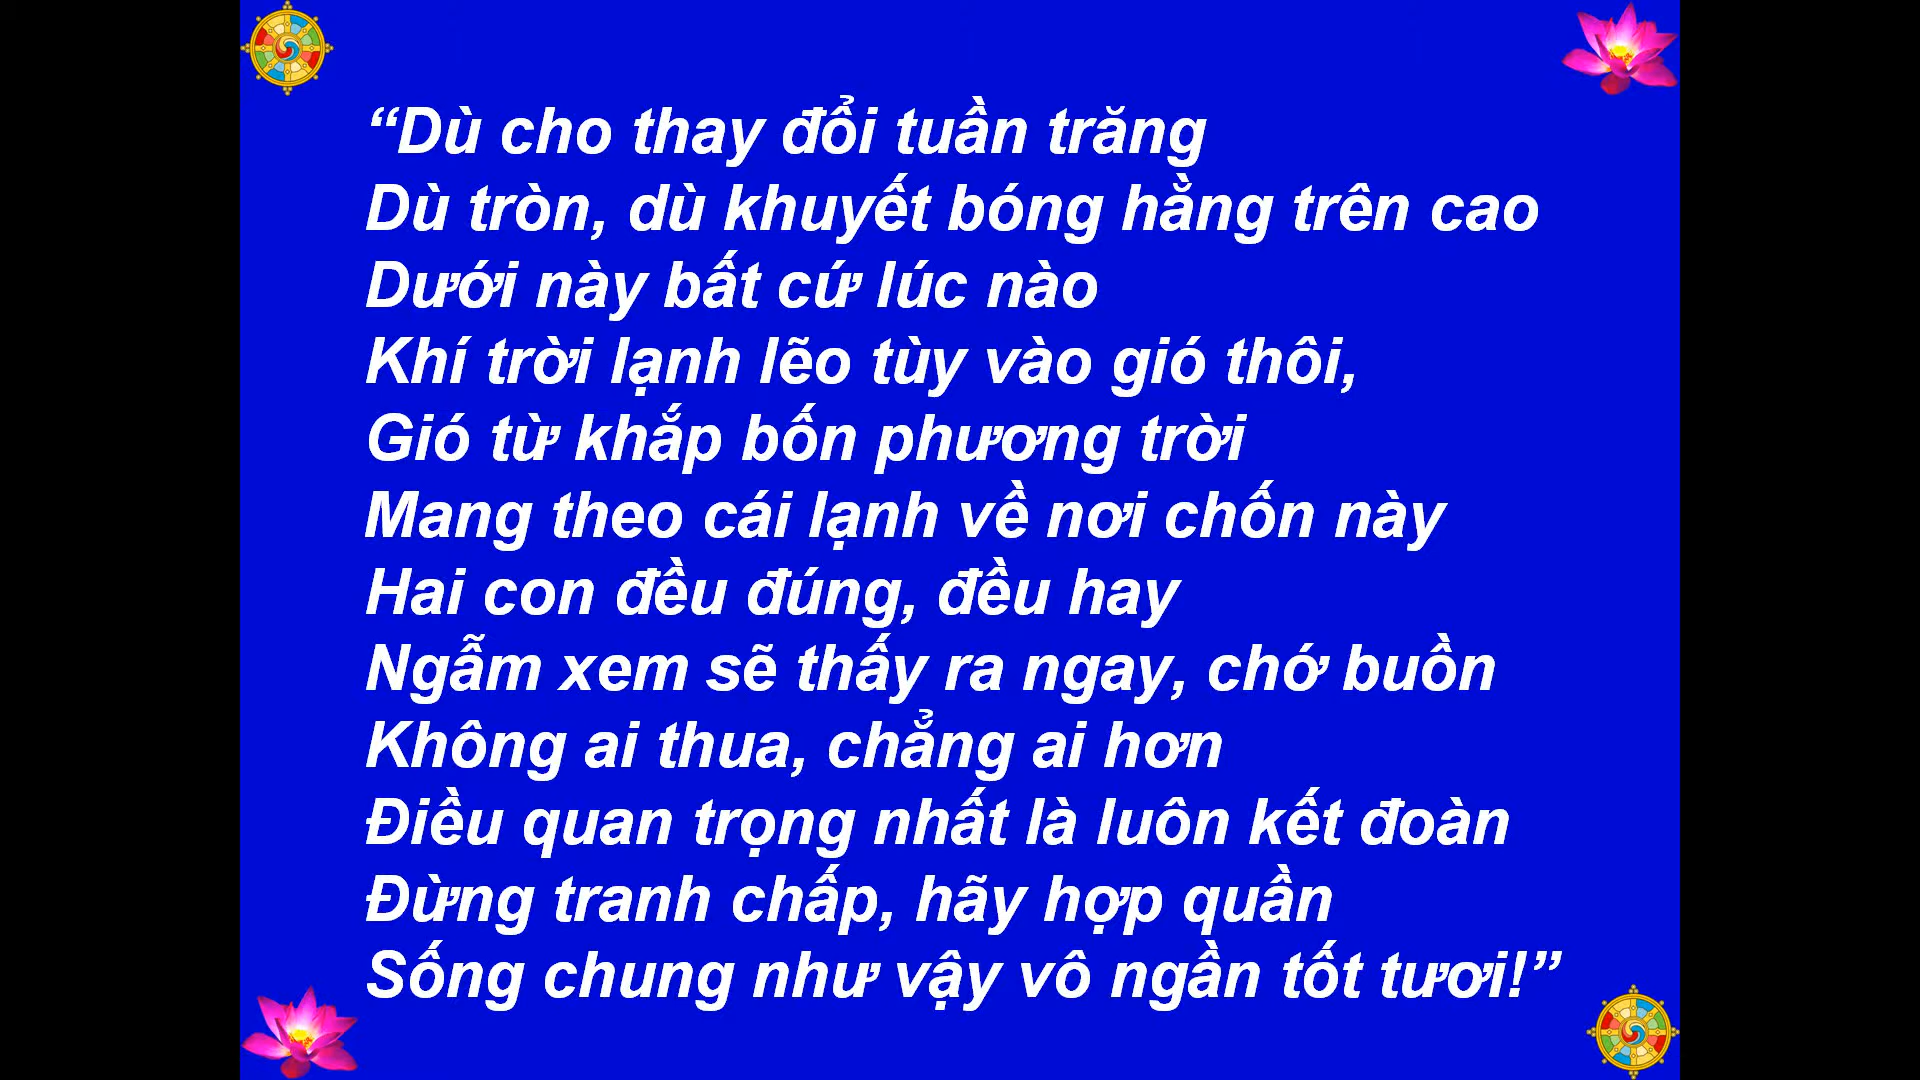 “Dù cho thay đổi tuần trăng
Dù tròn, dù khuyết bóng hằng trên cao
Dưới này bất cứ lúc nào
Khí trời lạnh lẽo tùy vào gió thôi,
Gió từ khắp bốn phương trời
Mang theo cái lạnh về nơi chốn này
Hai con đều đúng, đều hay
Ngẫm xem sẽ thấy ra ngay, chớ buồn
Không ai thua, chẳng ai hơn
Điều quan trọng nhất là luôn kết đoàn
Đừng tranh chấp, hãy hợp quần
Sống chung như vậy vô ngần tốt tươi!”